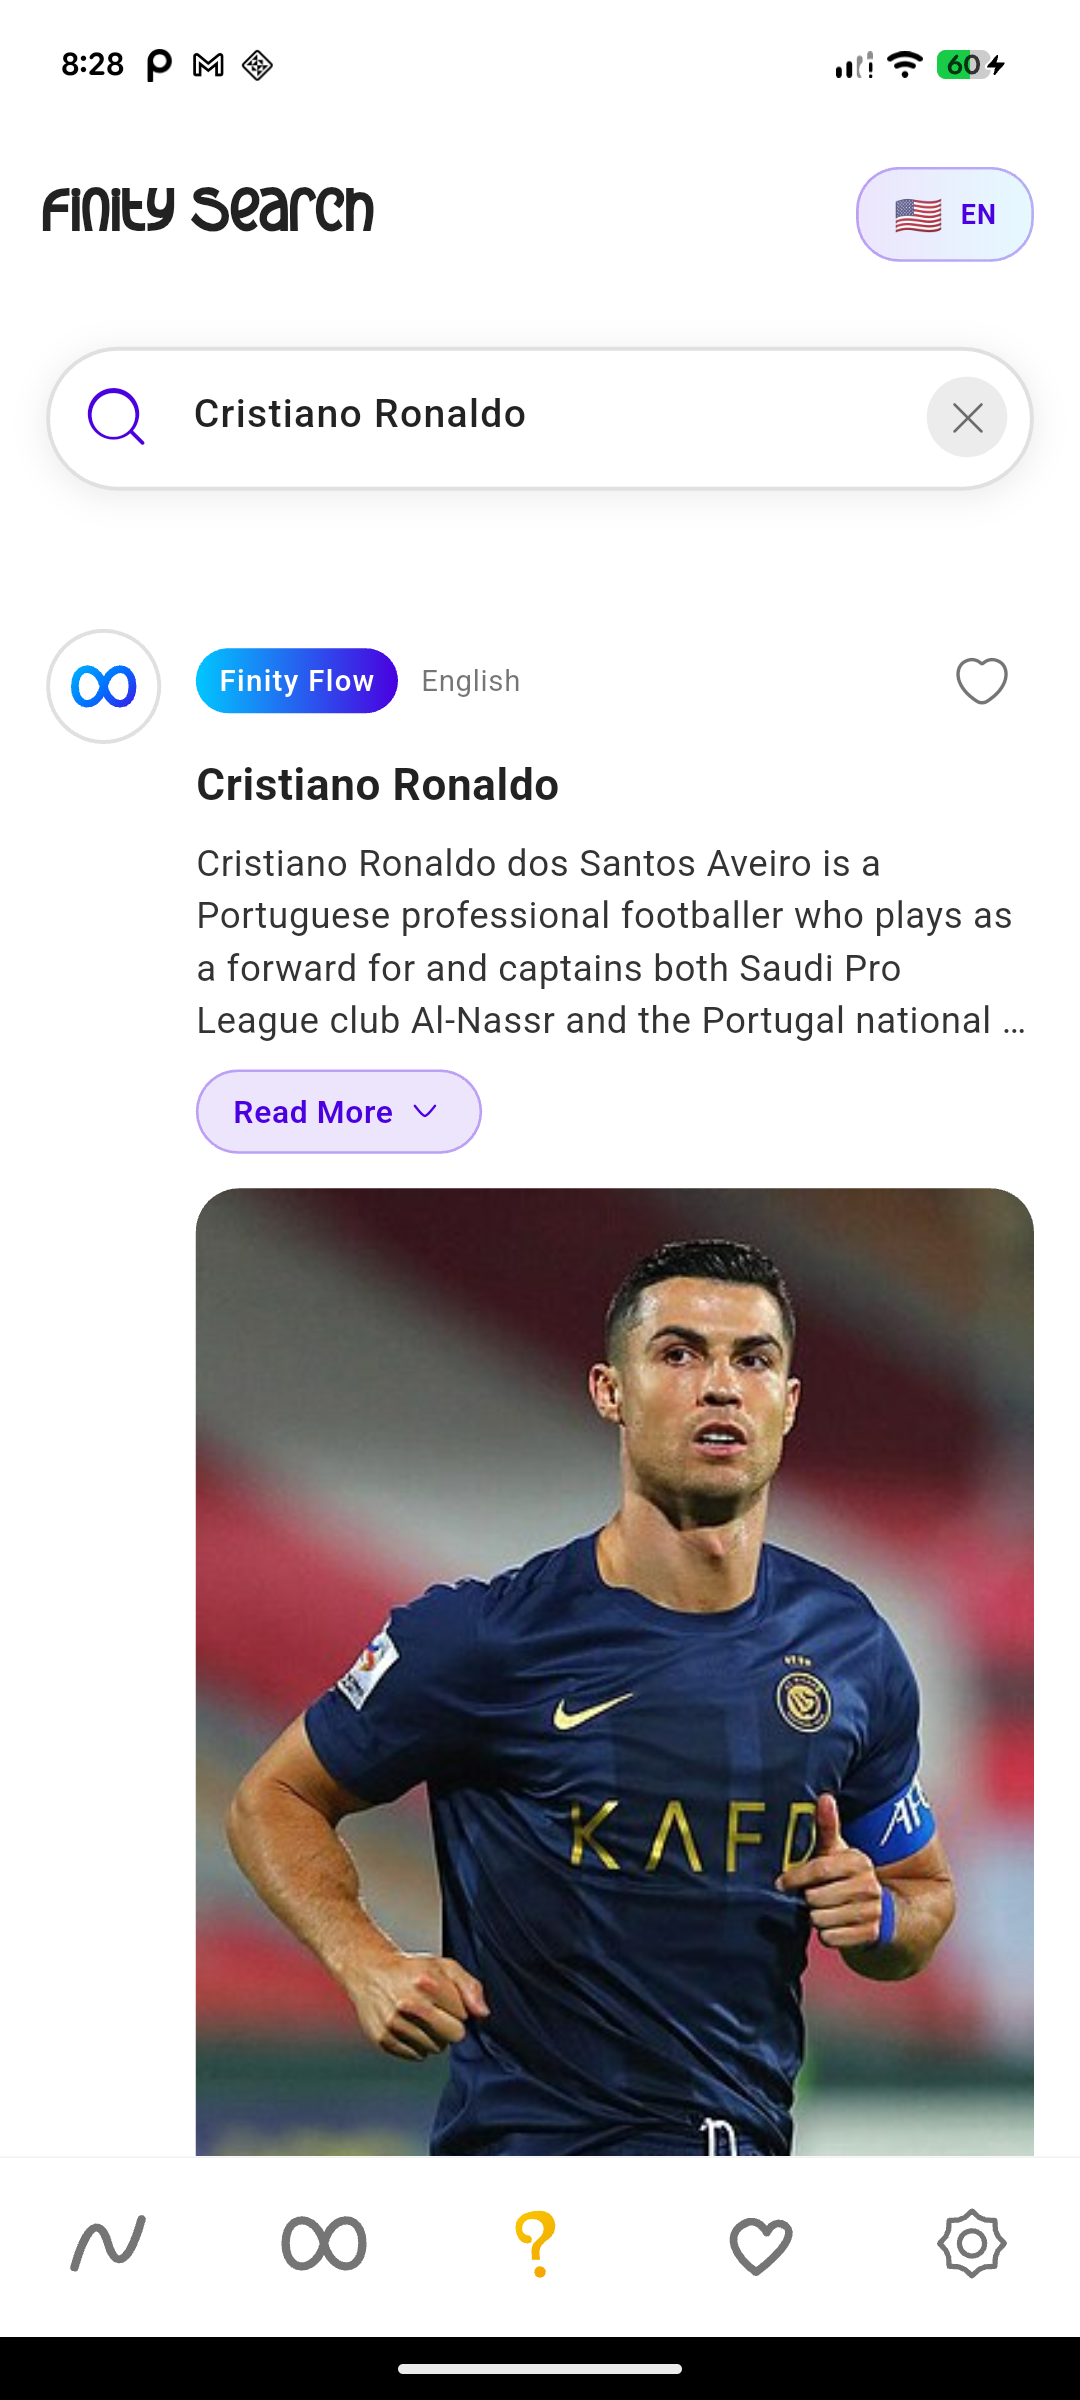 8:28
60
Finity Search
EN
Cristiano Ronaldo
Finity Flow English
Cristiano Ronaldo
Cristiano Ronaldo dos Santos Aveiro is a
Portuguese professional footballer who plays as
a forward for and captains both Saudi Pro
League club Al-Nassr and the Portugal national ...
Read More
KAFD
AFC